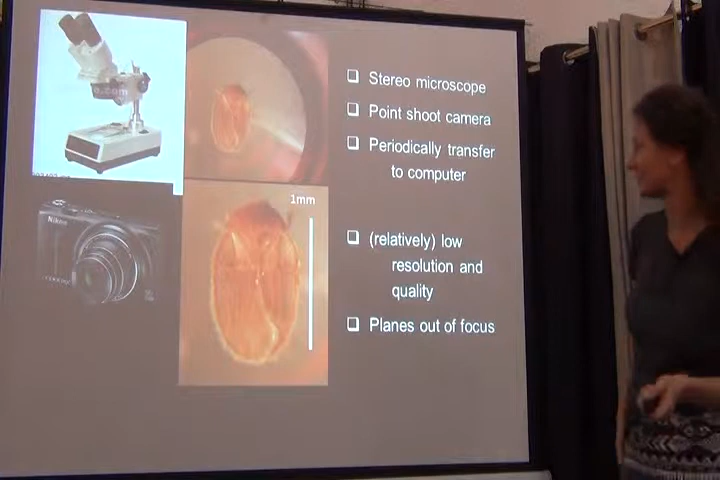 Stereo microscope
Point shoot camera
Periodically transfer
to computer
1mm
Nikon
(relatively) low
resolution and
quality
Planes out of focus